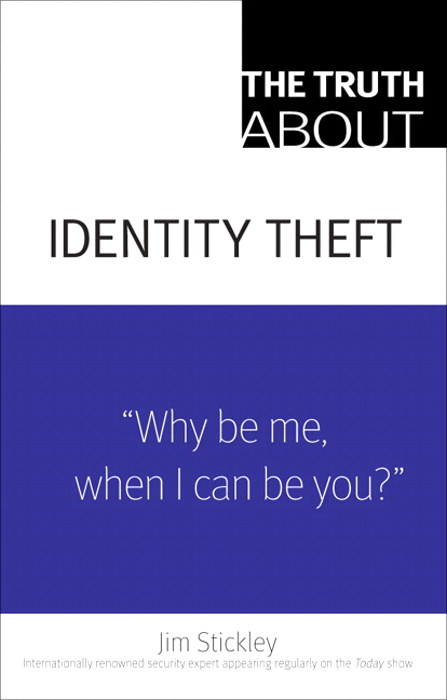 THE TRUTH
ABOUT
IDENTITY THEFT
“Why be me,
when I can be you?”
Jim Stickley
Internationally renowned security expert appearing regularly on the Today show